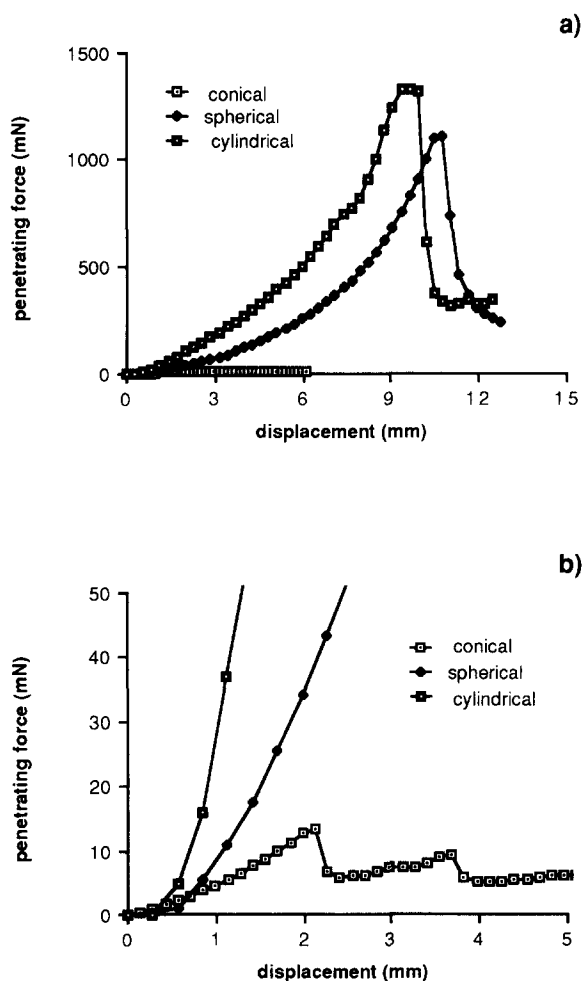 a)
1500
1000
500
0
penetrating force (mN)
conical
spherical
cylindrical
0 3 6 9 12 15
displacement (mm)
b)
50
40
30
20
10
0
penetrating force (mN)
conical
spherical
cylindrical
0 1 2 3 4 5
displacement (mm)